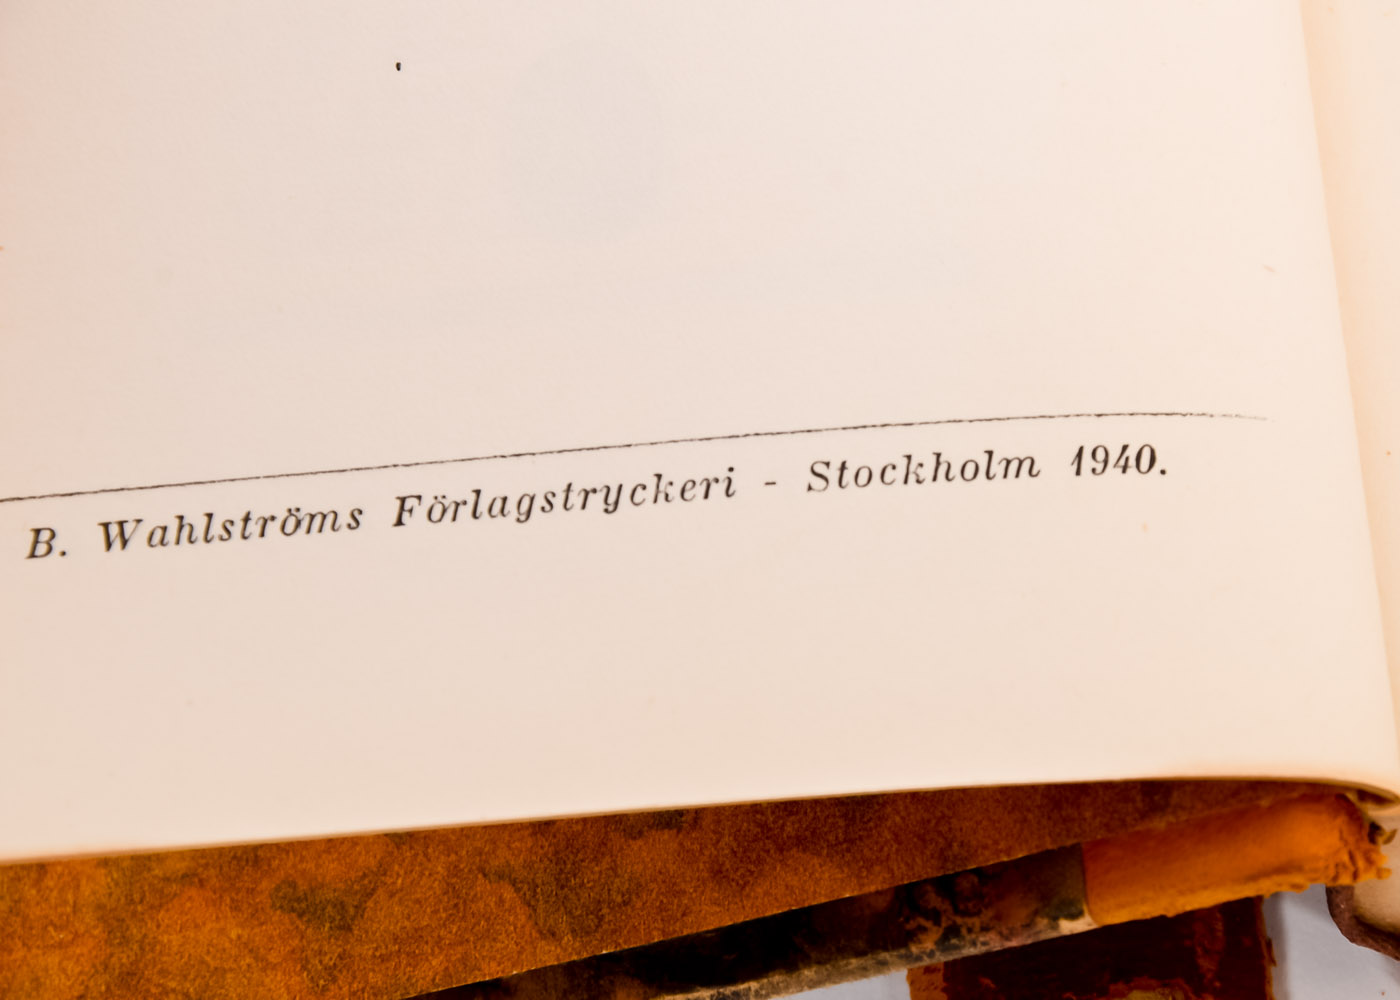 B. Wahlströms Förlagstryckeri - Stockholm 1940.